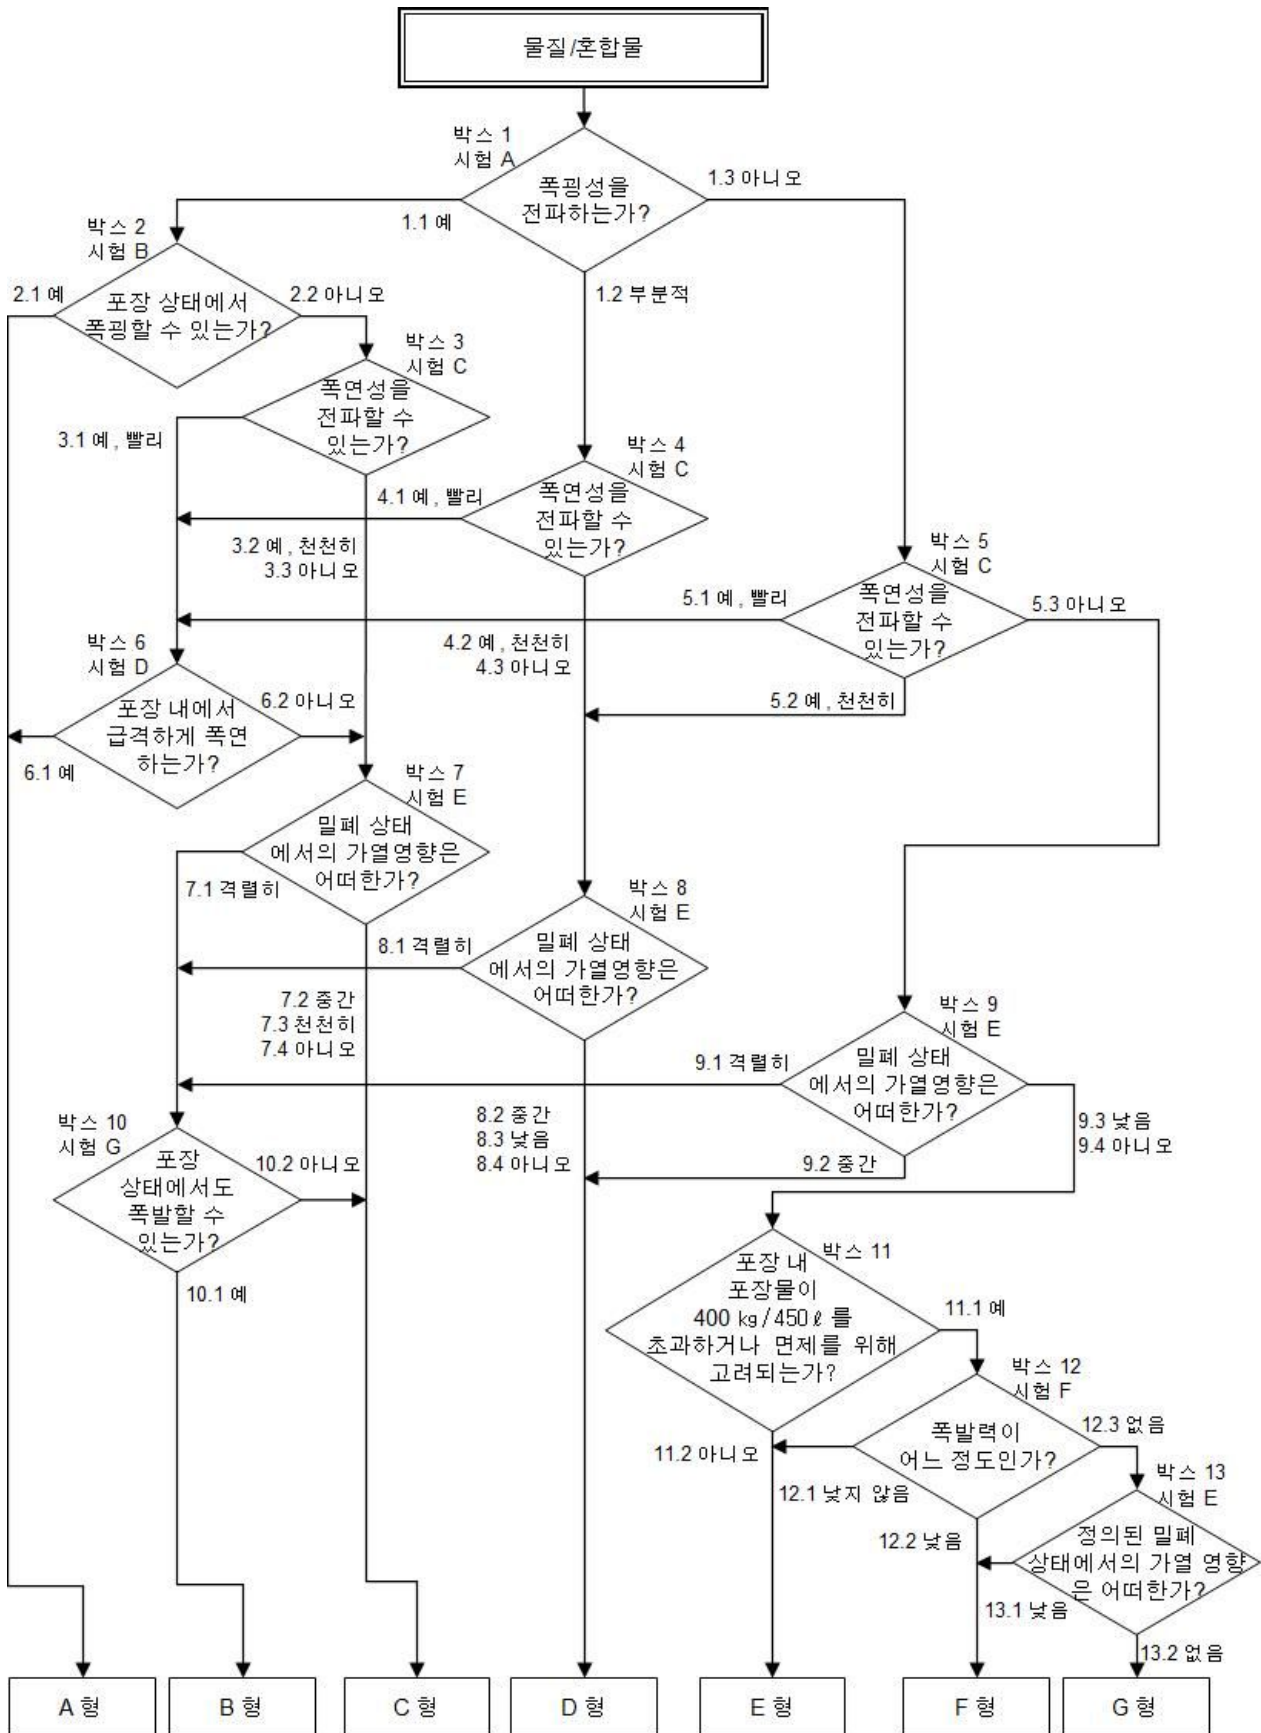 물질/혼합물
박스 1
시험 A
폭굉성을
전파하는가?
1.1 예
1.3 아니오
1.2 부분적
박스 2
시험 B
포장 상태에서
폭굉할 수 있는가?
2.1 예
2.2 아니오
박스 3
시험 C
폭연성을
전파할 수
있는가?
3.1 예, 빨리
3.2 예, 천천히
3.3 아니오
박스 4
시험 C
폭연성을
전파할 수
있는가?
4.1 예, 빨리
4.2 예, 천천히
4.3 아니오
박스 5
시험 C
폭연성을
전파할 수
있는가?
5.1 예, 빨리
5.3 아니오
5.2 예, 천천히
박스 6
시험 D
포장 내에서
급격하게 폭연
하는가?
6.2 아니오
6.1 예
박스 7
시험 E
밀폐 상태
에서의 가열영향은
어떠한가?
7.1 격렬히
7.2 중간
7.3 천천히
7.4 아니오
박스 8
시험 E
밀폐 상태
에서의 가열영향은
어떠한가?
8.1 격렬히
8.2 중간
8.3 낮음
8.4 아니오
박스 9
시험 E
밀폐 상태
에서의 가열영향은
어떠한가?
9.1 격렬히
9.2 중간
9.3 낮음
9.4 아니오
박스 10
시험 G
포장
상태에서도
폭발할 수
있는가?
10.2 아니오
10.1 예
박스 11
포장 내
포장물이
400 ㎏/450ℓ를
초과하거나 면제를 위해
고려되는가?
11.1 예
11.2 아니오
박스 12
시험 F
폭발력이
어느 정도인가?
12.3 없음
12.1 낮지 않음
12.2 낮음
박스 13
시험 E
정의된 밀폐
상태에서의 가열 영향
은 어떠한가?
13.1 낮음
13.2 없음
A 형
B 형
C 형
D 형
E 형
F 형
G 형